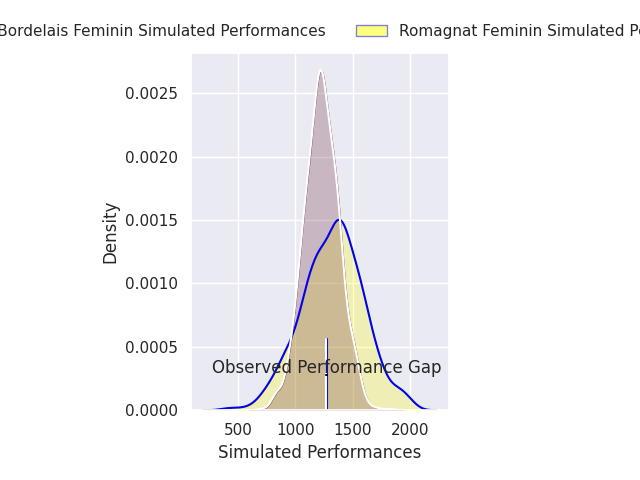 Bordelais Feminin Simulated Performances
Romagnat Feminin Simulated
0.0025
0.0020
0.0015
0.0010
0.0005
0.0000
Density
Observed Performance Gap
500 1000 1500 2000
Simulated Performances